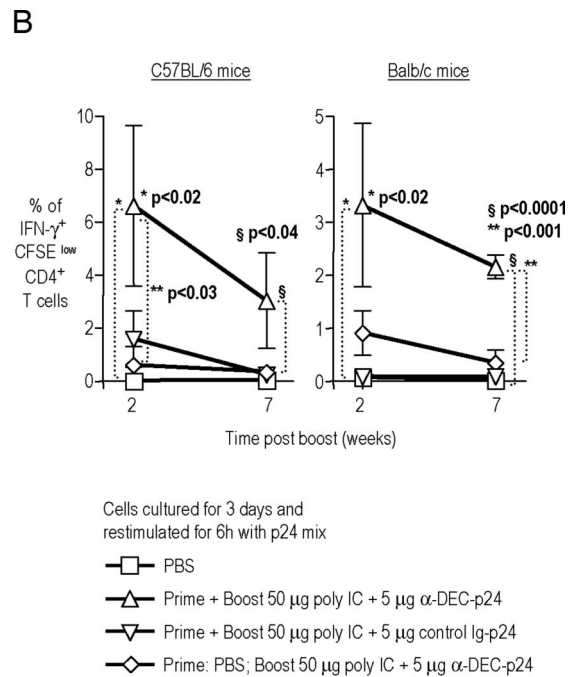 B
C57BL/6 mice
Balb/c mice
% of
IFN-γ+
CFSE low
CD4+
T cells
10
8
6
4
2
0
* p<0.02
*
** p<0.03
§ p<0.04
§
2
7
5
4
3
2
1
0
* p<0.02
*
§ p<0.0001
** p<0.001
§
**
2
7
Time post boost (weeks)
Cells cultured for 3 days and
restimulated for 6h with p24 mix
PBS
Prime + Boost 50 μg poly IC + 5 μg α-DEC-p24
Prime + Boost 50 μg poly IC + 5 μg control Ig-p24
Prime: PBS; Boost 50 μg poly IC + 5 μg α-DEC-p24